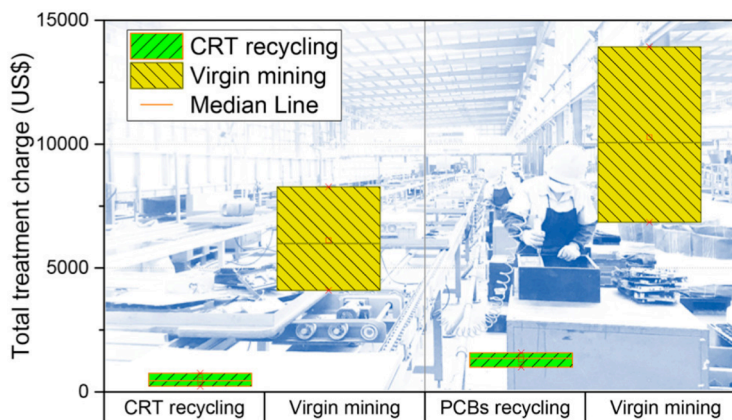 Total treatment charge (US$)
15000
10000
5000
0
CRT recycling
Virgin mining
Median Line
CRT recycling
Virgin mining
PCBs recycling
Virgin mining